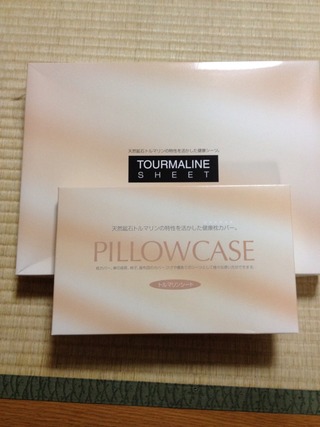 天然鉱石トルマリンの特性を活かした健康シーツ。
TOURMALINE
SHEET
天然鉱石トルマリンの特性を活かした健康枕カバー。
PILLOWCASE
トルマリンシート